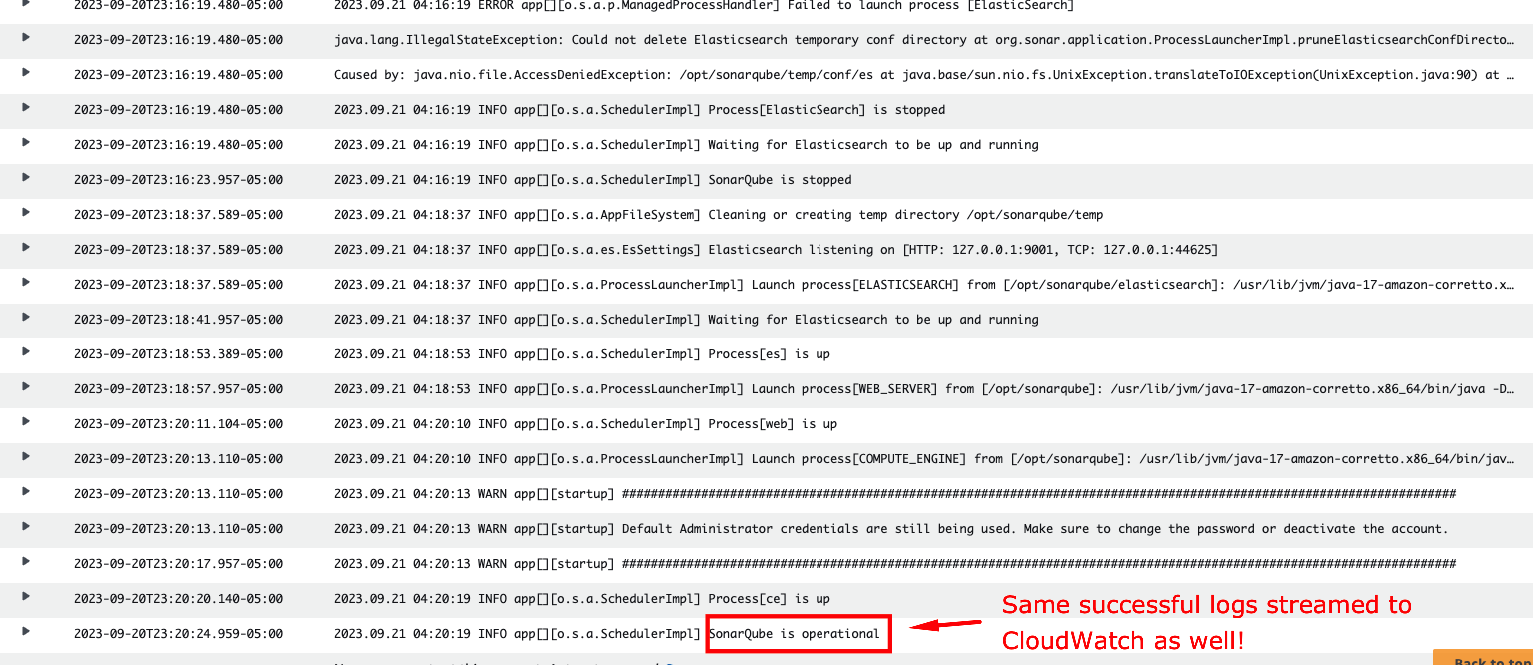 2023-09-20T23:16:19.480-05:00 2023.09.21 04:16:19 ERROR app[][o.s.a.p.ManagedProcessHandler] Failed to launch process [ElasticSearch]
2023-09-20T23:16:19.480-05:00 java.lang.IllegalStateException: Could not delete Elasticsearch temporary conf directory at org.sonar.application.ProcessLauncherImpl.pruneElasticsearchConfDirecto…
2023-09-20T23:16:19.480-05:00 Caused by: java.nio.file.AccessDeniedException: /opt/sonarqube/temp/conf/es at java.base/sun.nio.fs.UnixException.translateToIOException(UnixException.java:90) at …
2023-09-20T23:16:19.480-05:00 2023.09.21 04:16:19 INFO app[][o.s.a.SchedulerImpl] Process[ElasticSearch] is stopped
2023-09-20T23:16:19.480-05:00 2023.09.21 04:16:19 INFO app[][o.s.a.SchedulerImpl] Waiting for Elasticsearch to be up and running
2023-09-20T23:16:23.957-05:00 2023.09.21 04:16:19 INFO app[][o.s.a.SchedulerImpl] SonarQube is stopped
2023-09-20T23:18:37.589-05:00 2023.09.21 04:18:37 INFO app[][o.s.a.AppFileSystem] Cleaning or creating temp directory /opt/sonarqube/temp
2023-09-20T23:18:37.589-05:00 2023.09.21 04:18:37 INFO app[][o.s.a.es.EsSettings] Elasticsearch listening on [HTTP: 127.0.0.1:9001, TCP: 127.0.0.1:44625]
2023-09-20T23:18:37.589-05:00 2023.09.21 04:18:37 INFO app[][o.s.a.ProcessLauncherImpl] Launch process[ELASTICSEARCH] from [/opt/sonarqube/elasticsearch]: /usr/lib/jvm/java-17-amazon-corretto.x…
2023-09-20T23:18:41.957-05:00 2023.09.21 04:18:37 INFO app[][o.s.a.SchedulerImpl] Waiting for Elasticsearch to be up and running
2023-09-20T23:18:53.389-05:00 2023.09.21 04:18:53 INFO app[][o.s.a.SchedulerImpl] Process[es] is up
2023-09-20T23:18:57.957-05:00 2023.09.21 04:18:53 INFO app[][o.s.a.ProcessLauncherImpl] Launch process[WEB_SERVER] from [/opt/sonarqube]: /usr/lib/jvm/java-17-amazon-corretto.x86_64/bin/java -D…
2023-09-20T23:20:11.104-05:00 2023.09.21 04:20:10 INFO app[][o.s.a.SchedulerImpl] Process[web] is up
2023-09-20T23:20:13.110-05:00 2023.09.21 04:20:10 INFO app[][o.s.a.ProcessLauncherImpl] Launch process[COMPUTE_ENGINE] from [/opt/sonarqube]: /usr/lib/jvm/java-17-amazon-corretto.x86_64/bin/jav…
2023-09-20T23:20:13.110-05:00 2023.09.21 04:20:13 WARN app[][startup] ####################################################################################################################
2023-09-20T23:20:13.110-05:00 2023.09.21 04:20:13 WARN app[][startup] Default Administrator credentials are still being used. Make sure to change the password or deactivate the account.
2023-09-20T23:20:17.957-05:00 2023.09.21 04:20:13 WARN app[][startup] ####################################################################################################################
2023-09-20T23:20:20.140-05:00 2023.09.21 04:20:19 INFO app[][o.s.a.SchedulerImpl] Process[ce] is up
2023-09-20T23:20:24.959-05:00 2023.09.21 04:20:19 INFO app[][o.s.a.SchedulerImpl] SonarQube is operational
Same successful logs streamed to
CloudWatch as well!
Back to top